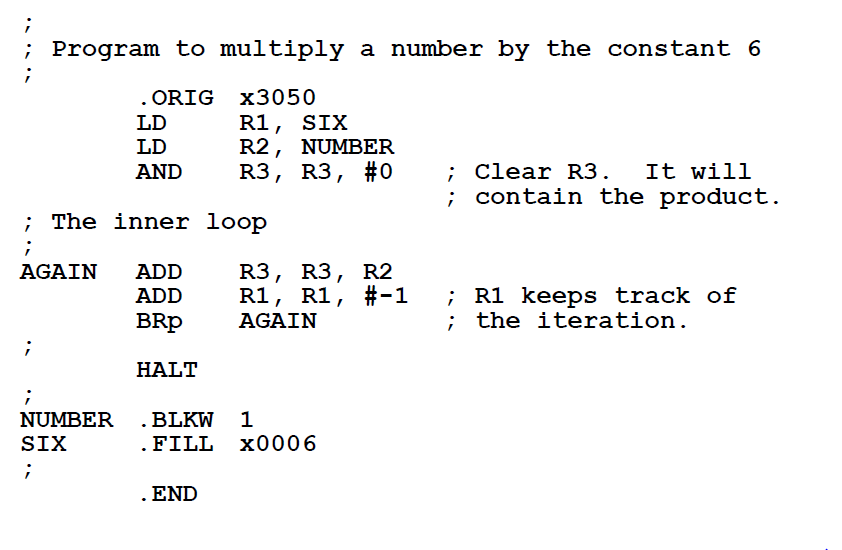 ;
; Program to multiply a number by the constant 6
;
.ORIG x3050
LD R1, SIX
LD R2, NUMBER
AND R3, R3, #0 ; Clear R3. It will
; contain the product.
; The inner loop
;
AGAIN ADD R3, R3, R2
ADD R1, R1, #-1 ; R1 keeps track of
BRp AGAIN ; the iteration.
;
HALT
;
NUMBER .BLKW 1
SIX .FILL x0006
;
.END